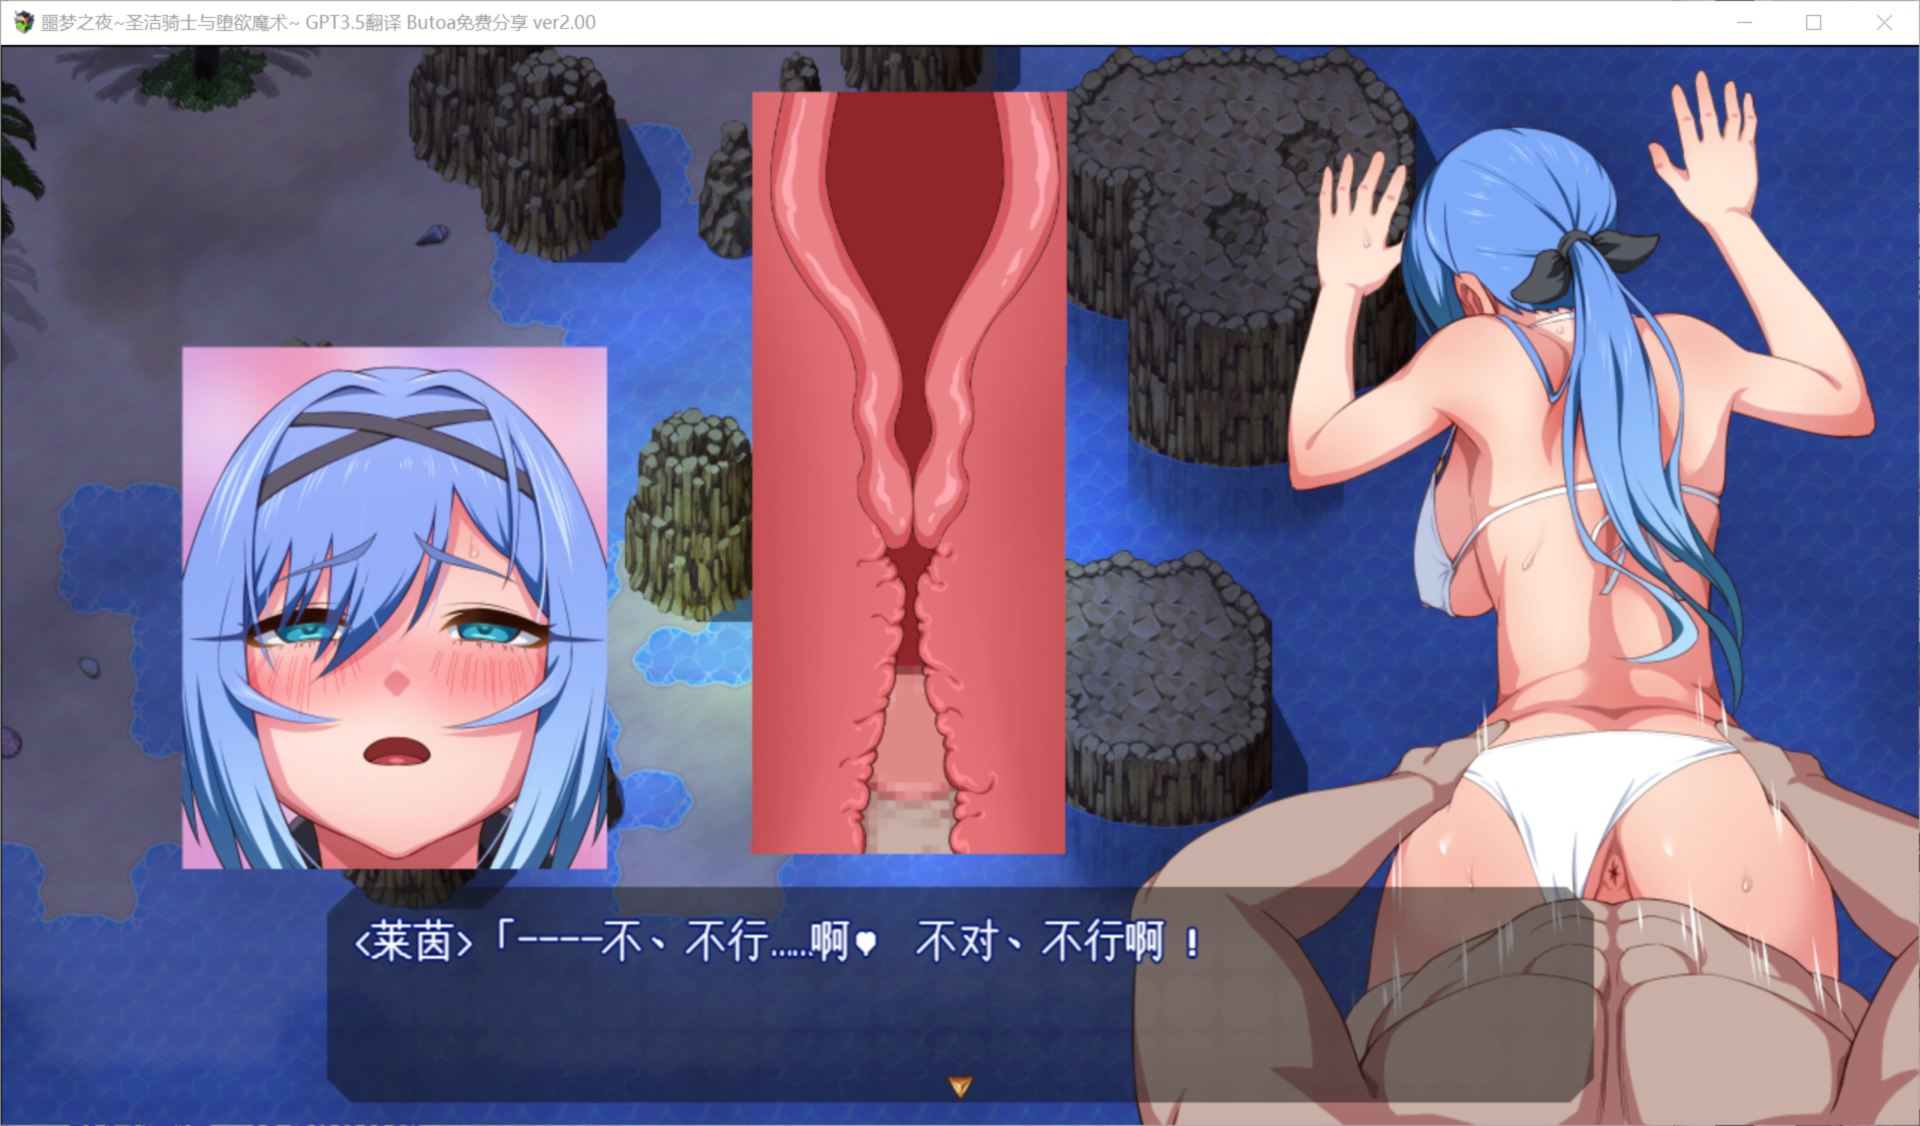 噩梦之夜~圣洁骑士与堕欲魔术~ GPT3.5翻译 Butoa免费分享 ver2.00
<莱茵>「----不、不行……啊♥　不对、不行啊！